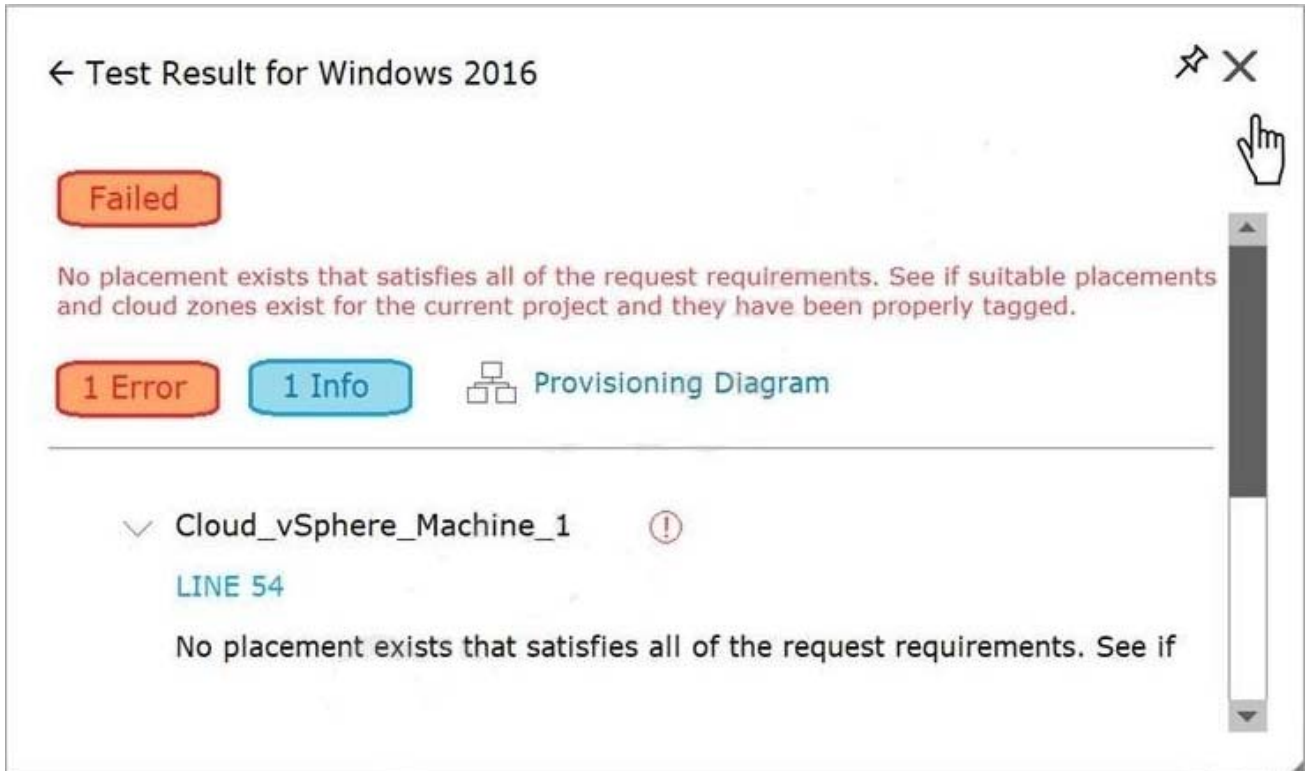 ← Test Result for Windows 2016
Failed
No placement exists that satisfies all of the request requirements. See if suitable placements
and cloud zones exist for the current project and they have been properly tagged.
1 Error 1 Info Provisioning Diagram
Cloud_vSphere_Machine_1
LINE 54
No placement exists that satisfies all of the request requirements. See if